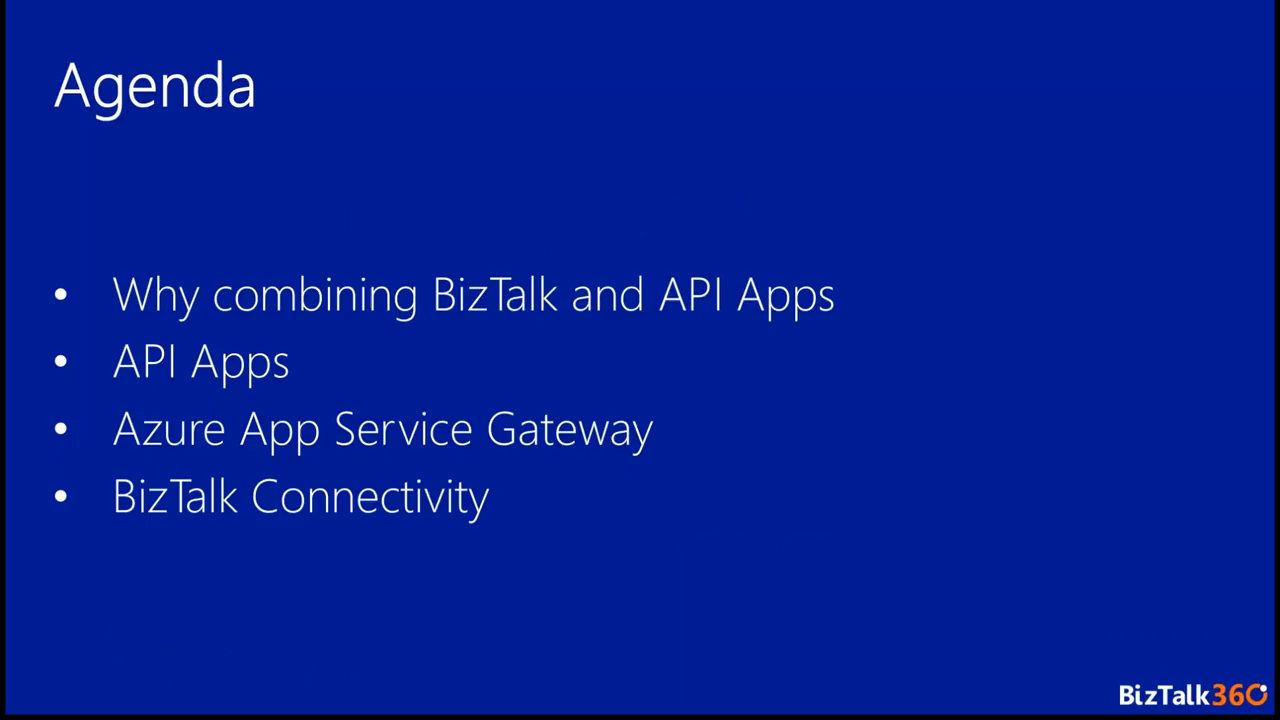 Agenda
• Why combining BizTalk and API Apps
• API Apps
• Azure App Service Gateway
• BizTalk Connectivity
BizTalk360